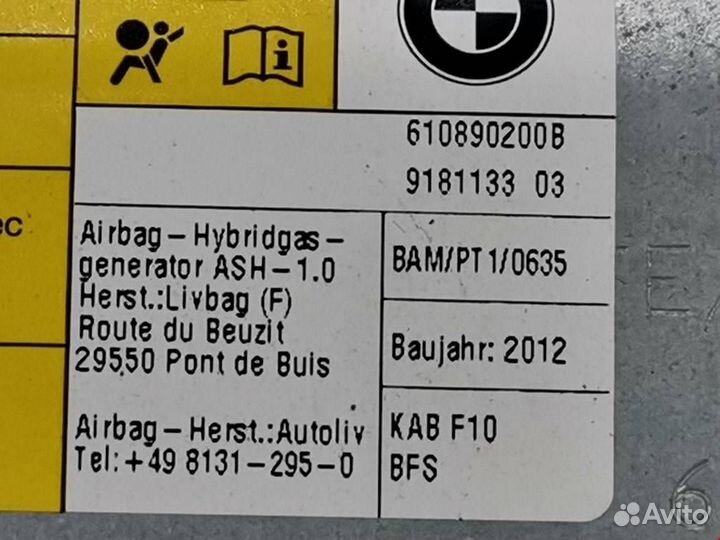 610890200B
9181133 03
ec
Airbag–Hybridgas–
generator ASH–1.0
Herst.:Livbag (F)
Route du Beuzit
29550 Pont de Buis
BAM/PT1/0635
Baujahr: 2012
Airbag–Herst.:Autoliv
Tel:+49 8131–295–0
KAB F10
BFS
6
Avito